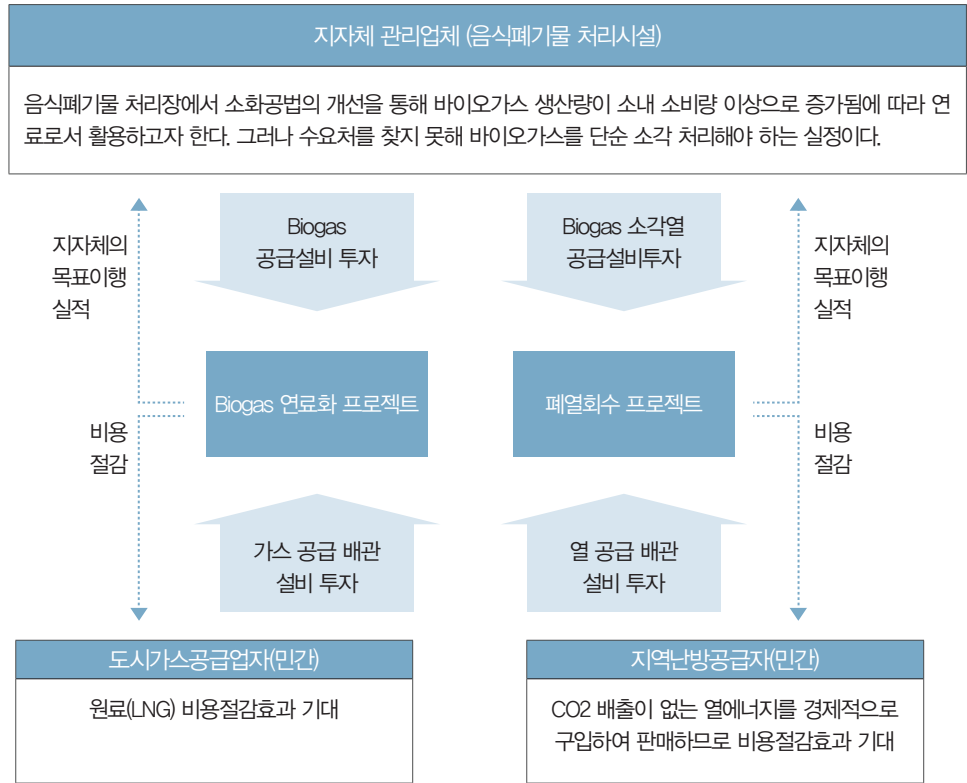 지자체 관리업체 (음식폐기물 처리시설)
음식폐기물 처리장에서 소화공법의 개선을 통해 바이오가스 생산량이 소내 소비량 이상으로 증가됨에 따라 연
료로서 활용하고자 한다. 그러나 수요처를 찾지 못해 바이오가스를 단순 소각 처리해야 하는 실정이다.
지자체의
목표이행
실적
Biogas
공급설비 투자
Biogas 소각열
공급설비투자
지자체의
목표이행
실적
Biogas 연료화 프로젝트
폐열회수 프로젝트
비용
절감
비용
절감
가스 공급 배관
설비 투자
열 공급 배관
설비 투자
도시가스공급업자(민간)
원료(LNG) 비용절감효과 기대
지역난방공급자(민간)
CO2 배출이 없는 열에너지를 경제적으로
구입하여 판매하므로 비용절감효과 기대